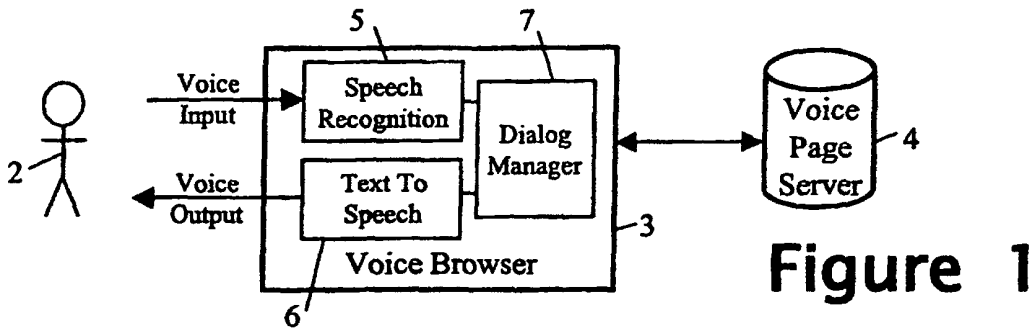 5
7
Voice
Input
Speech
Recognition
Dialog
Manager
Voice
Page
Server
4
2
Voice
Output
Text To
Speech
3
Voice Browser
6
Figure 1